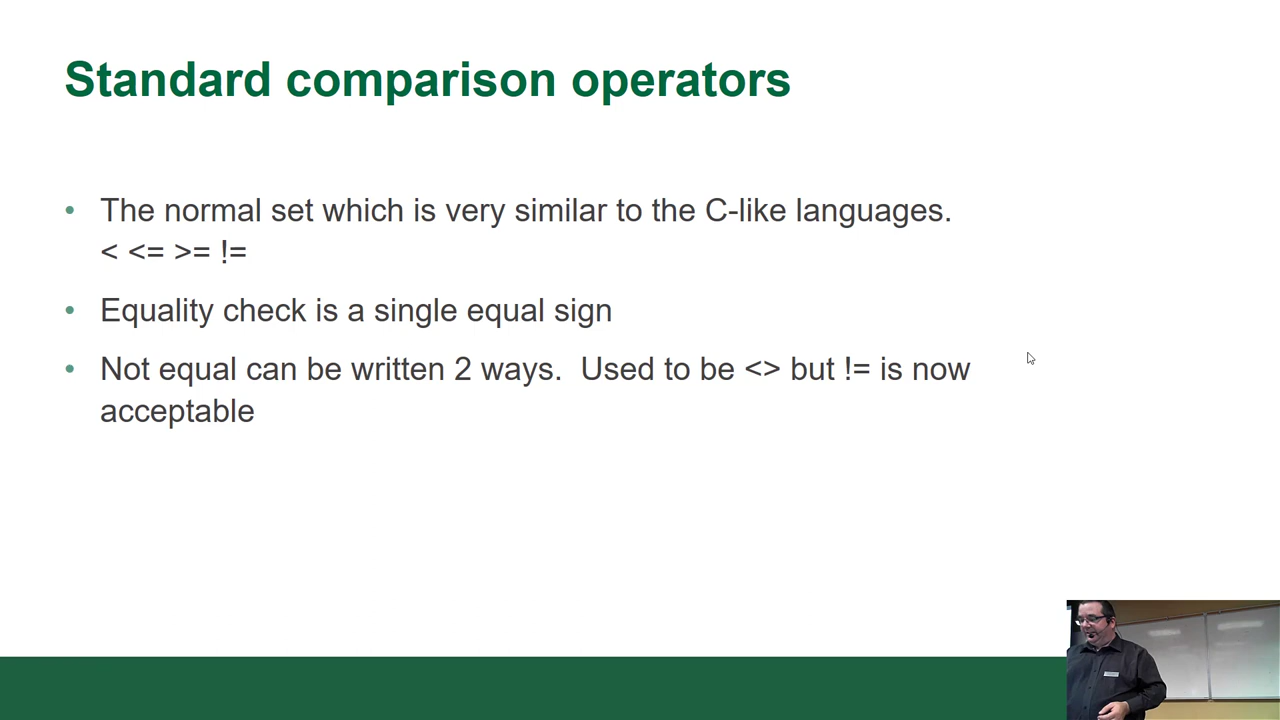 Standard comparison operators
• The normal set which is very similar to the C-like languages.
< <= >= !=
• Equality check is a single equal sign
• Not equal can be written 2 ways.  Used to be <> but != is now
acceptable